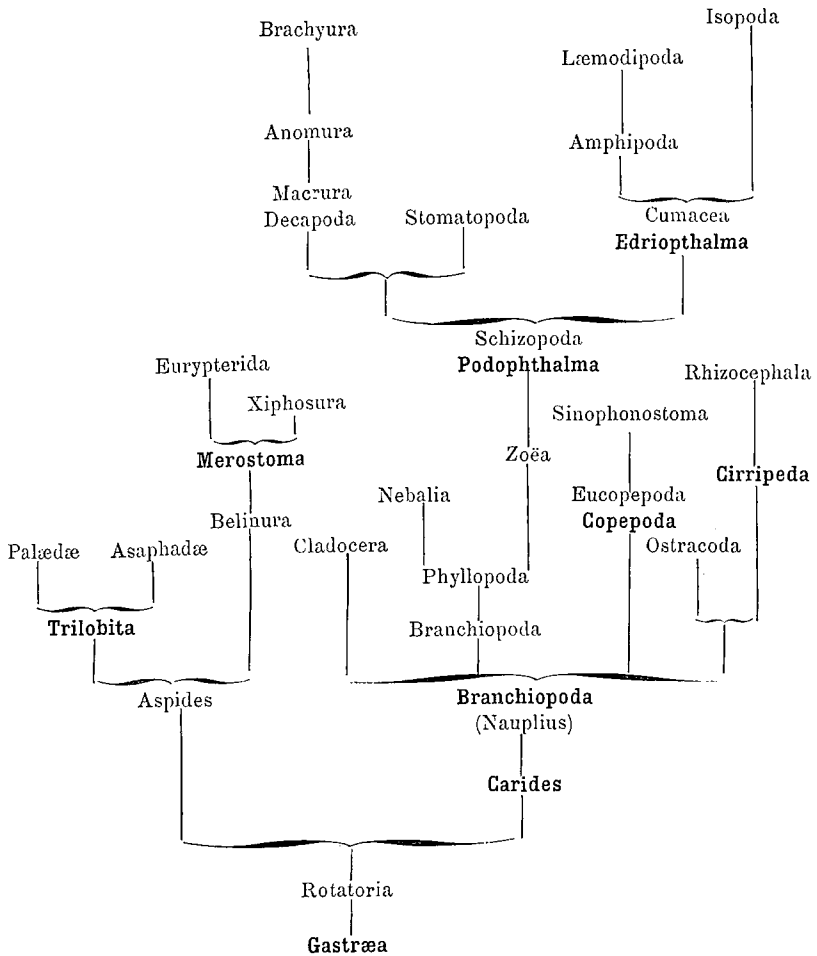 Isopoda
Brachyura
Læmodipoda
Anomura
Amphipoda
Macrura
Decapoda
Stomatopoda
Cumacea
Edriopthalma
Schizopoda
Podophthalma
Eurypterida
Rhizocephala
Xiphosura
Sinophonostoma
Merostoma
Zoëa
Cirripeda
Nebalia
Eucopepoda
Copepoda
Belinura
Palædæ
Asaphadæ
Cladocera
Ostracoda
Phyllopoda
Trilobita
Branchiopoda
Aspides
Branchiopoda
(Nauplius)
Carides
Rotatoria
Gastræa